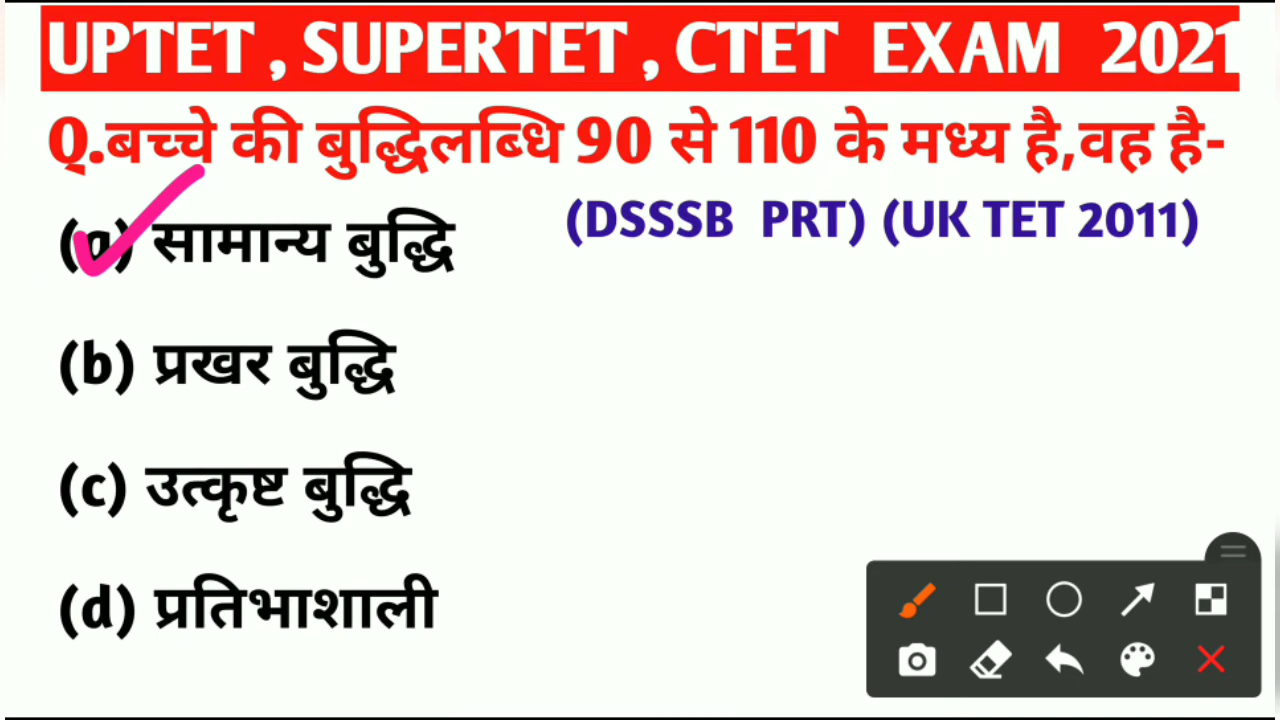 UPTET , SUPERTET , CTET EXAM 2021
Q.बच्चे की बुद्धिलब्धि 90 से 110 के मध्य है,वह है-
(a) सामान्य बुद्धि
(DSSSB PRT) (UK TET 2011)
(b) प्रखर बुद्धि
(c) उत्कृष्ट बुद्धि
(d) प्रतिभाशाली